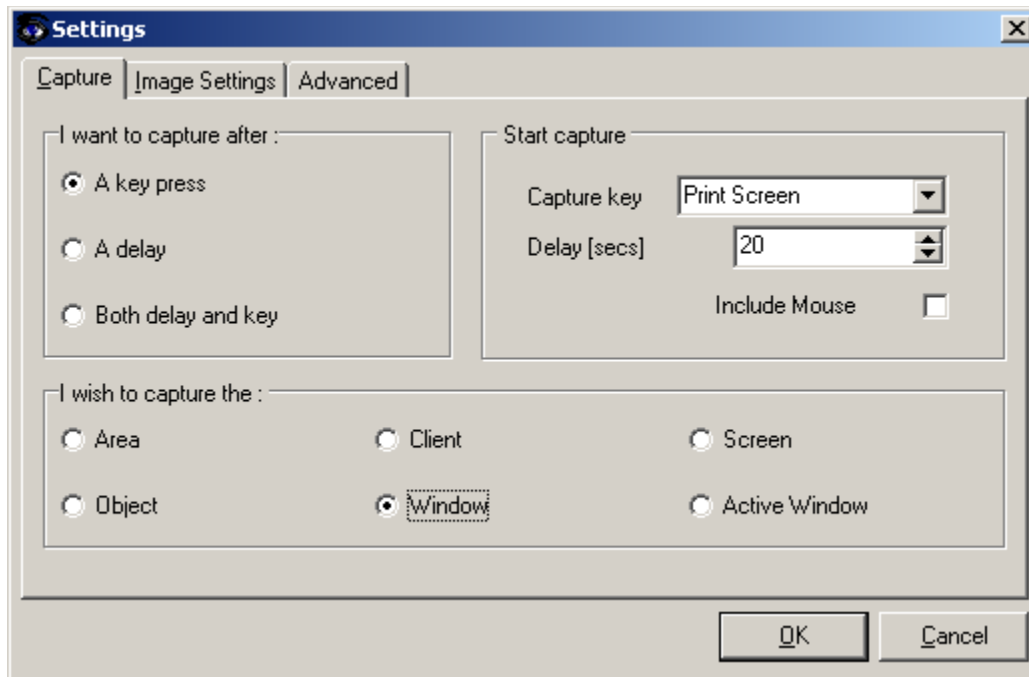 Settings
Capture
Image Settings
Advanced
I want to capture after :
A key press
A delay
Both delay and key
Start capture
Capture key Print Screen
Delay [secs] 20
Include Mouse
I wish to capture the :
Area Client Screen
Object Window Active Window
OK Cancel